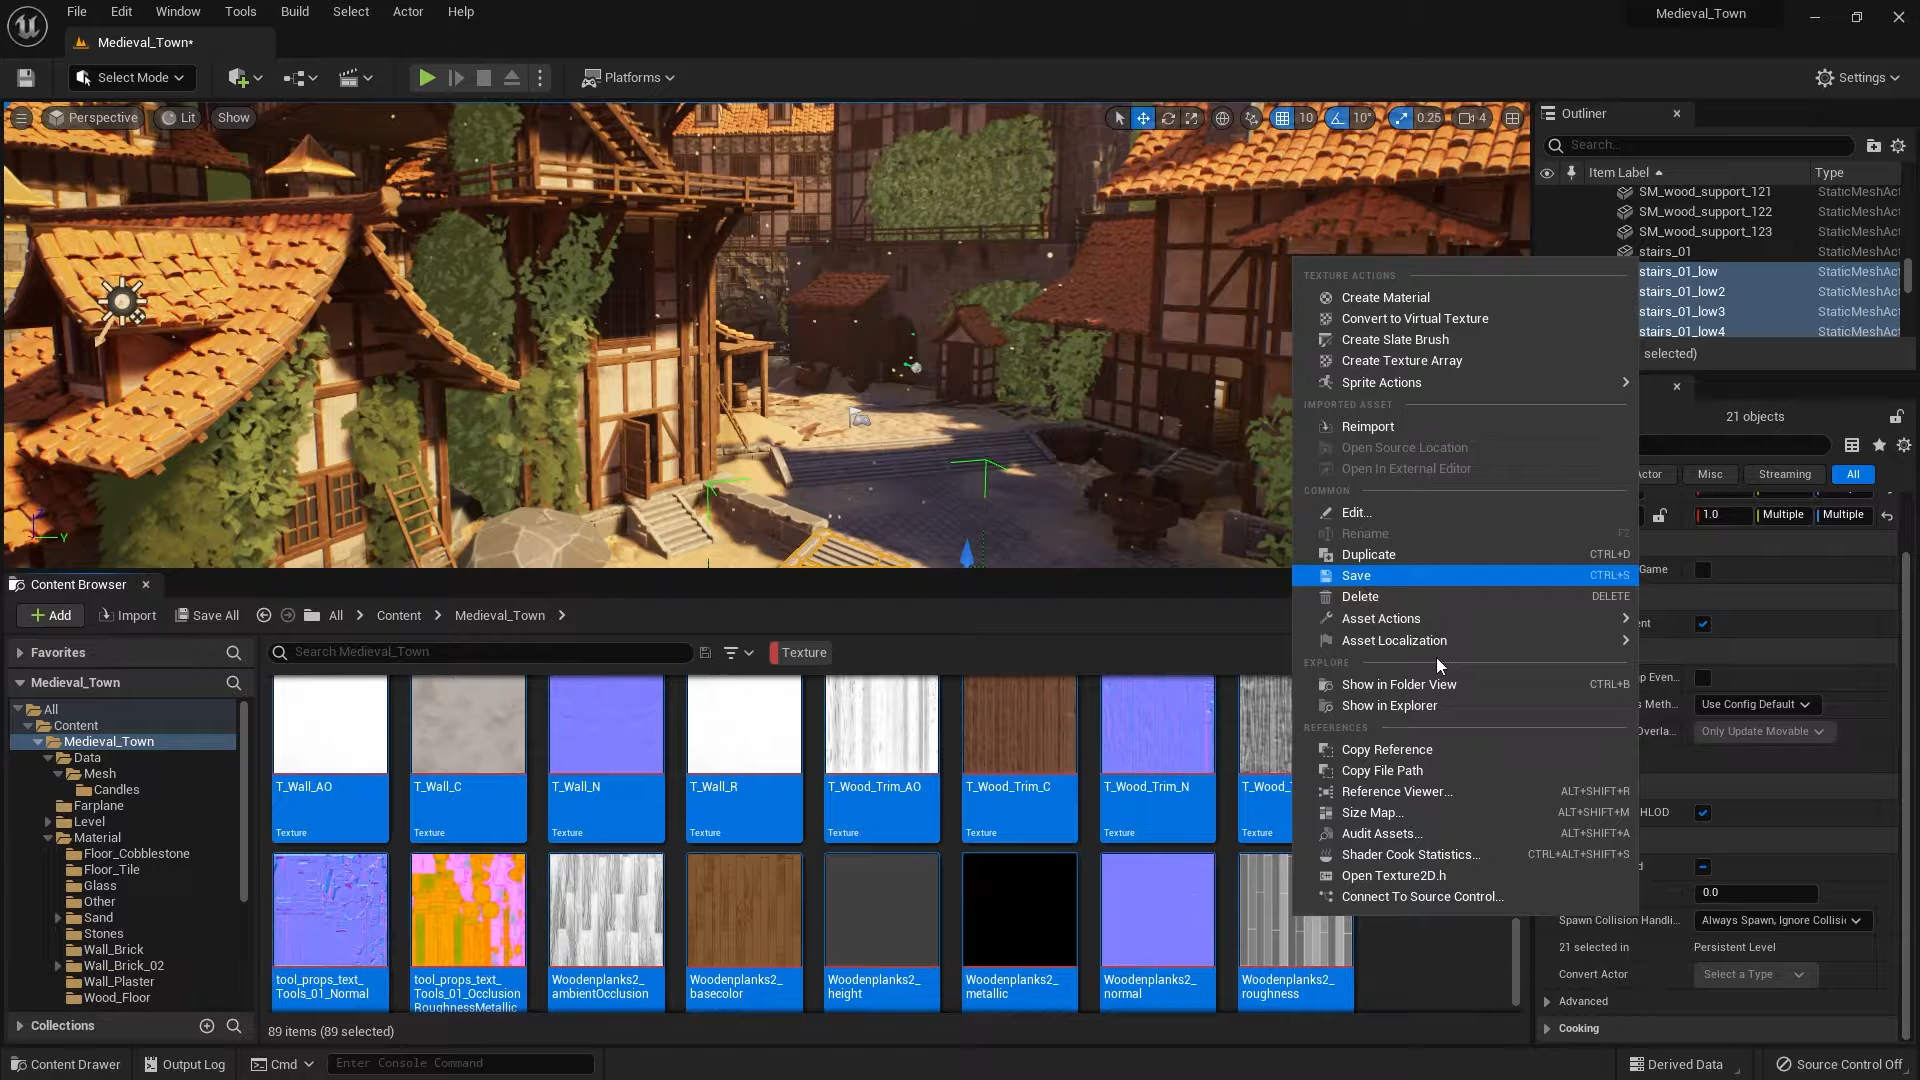 File Edit Window Tools Build Select Actor Help
Medieval_Town
Medieval_Town*
Select Mode
Platforms
Settings
Perspective Lit Show
10 10° 0.25 4
Outliner
Search...
Item Label Type
SM_wood_support_121 StaticMeshAct
SM_wood_support_122 StaticMeshAct
SM_wood_support_123 StaticMeshAct
stairs_01 StaticMeshAct
stairs_01_low StaticMeshAct
stairs_01_low2 StaticMeshAct
stairs_01_low3 StaticMeshAct
stairs_01_low4 StaticMeshAct
selected)
21 objects
Misc Streaming All
1.0 Multiple Multiple
Game
Use Config Default
Only Update Movable
HLOD
0.0
Spawn Collision Handli... Always Spawn, Ignore Collisio
21 selected in Persistent Level
Convert Actor Select a Type
Advanced
Cooking
TEXTURE ACTIONS
Create Material
Convert to Virtual Texture
Create Slate Brush
Create Texture Array
Sprite Actions
IMPORTED ASSET
Reimport
Open Source Location
Open In External Editor
COMMON
Edit...
Rename F2
Duplicate CTRL+D
Save CTRL+S
Delete DELETE
Asset Actions
Asset Localization
EXPLORE
Show in Folder View CTRL+B
Show in Explorer
REFERENCES
Copy Reference
Copy File Path
Reference Viewer... ALT+SHIFT+R
Size Map... ALT+SHIFT+M
Audit Assets... ALT+SHIFT+A
Shader Cook Statistics... CTRL+ALT+SHIFT+S
Open Texture2D.h
Connect To Source Control...
Content Browser
Add Import Save All All Content Medieval_Town
Favorites
Medieval_Town
All
Content
Medieval_Town
Data
Mesh
Candles
Farplane
Level
Material
Floor_Cobblestone
Floor_Tile
Glass
Other
Sand
Stones
Wall_Brick
Wall_Brick_02
Wall_Plaster
Wood_Floor
Collections
Search Medieval_Town
Texture
T_Wall_AO T_Wall_C T_Wall_N T_Wall_R T_Wood_Trim_AO T_Wood_Trim_C T_Wood_Trim_N T_Wood_T
Texture Texture Texture Texture Texture Texture Texture Texture
tool_props_text_ tool_props_text_ Woodenplanks2_ Woodenplanks2_ Woodenplanks2_ Woodenplanks2_ Woodenplanks2_ Woodenplanks2_
Tools_01_Normal Tools_01_Occlusion ambientOcclusion basecolor height metallic normal roughness
RoughnessMetallic
89 items (89 selected)
Content Drawer Output Log Cmd Enter Console Command
Derived Data Source Control Off